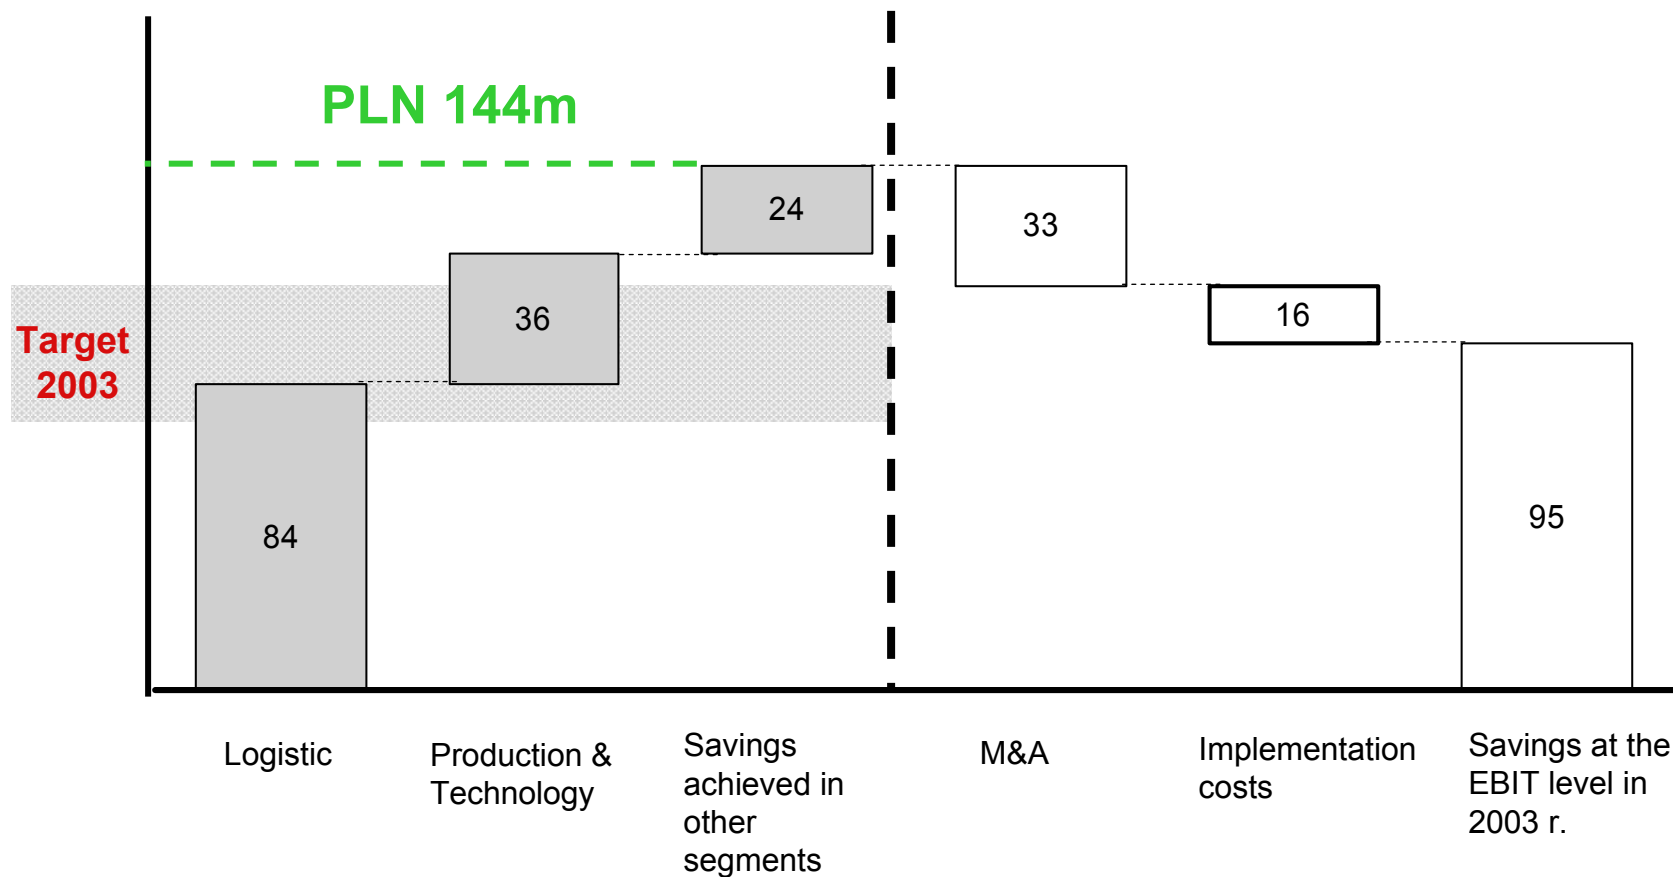 PLN 144m
24
33
36
16
Target
2003
84
95
Logistic
Production &
Technology
Savings
achieved in
other
segments
M&A
Implementation
costs
Savings at the
EBIT level in
2003 r.